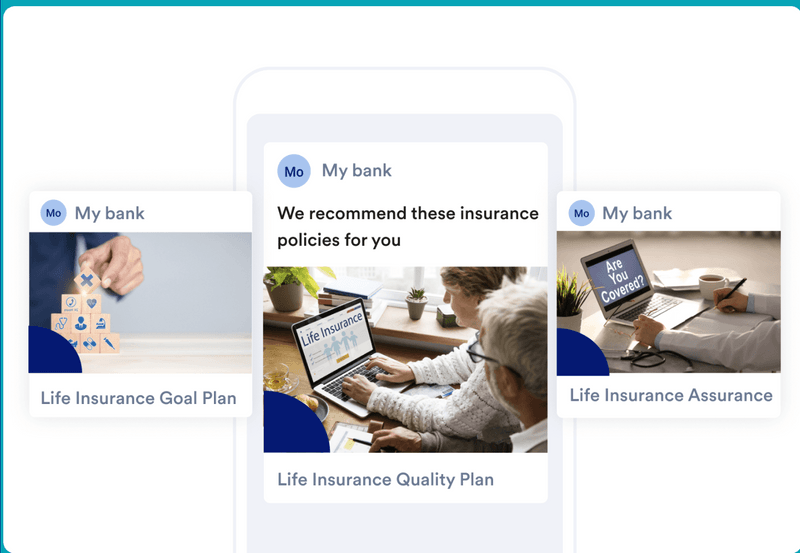 Mo My bank
Life Insurance Goal Plan
Mo My bank
We recommend these insurance
policies for you
Life Insurance
Life Insurance Quality Plan
Mo My bank
Are
You
Covered?
Life Insurance Assurance